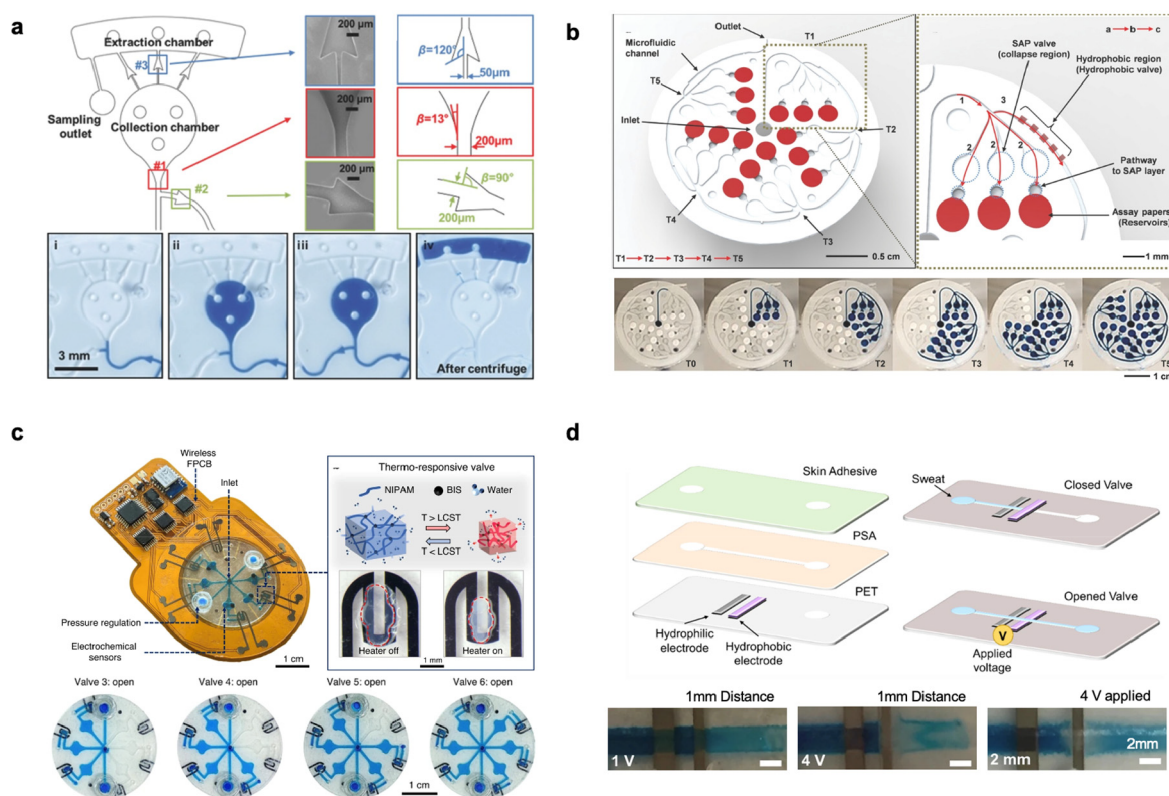 a
Extraction chamber
#3
Sampling outlet
Collection chamber
#1
#2
200 µm
200 µm
200 µm
β=120°
50µm
β=13°
200µm
β=90°
200µm
i
ii
iii
iv
3 mm
After centrifuge
b
Outlet
T1
Microfluidic channel
T5
Inlet
T2
T4
T3
T1 T2 T3 T4 T5
0.5 cm
a b c
SAP valve
(collapse region)
Hydrophobic region
(Hydrophobic valve)
1
3
2
2
2
Pathway
to SAP layer
Assay papers
(Reservoirs)
1 mm
T0
T1
T2
T3
T4
T5
1 cm
c
Wireless
FPCB
Inlet
Pressure regulation
Electrochemical
sensors
1 cm
Thermo-responsive valve
NIPAM BIS Water
T > LCST
T < LCST
Heater off
Heater on
1 mm
Valve 3: open
Valve 4: open
Valve 5: open
Valve 6: open
1 cm
d
Skin Adhesive
PSA
PET
Hydrophilic
electrode
Hydrophobic
electrode
Sweat
Closed Valve
Opened Valve
V
Applied
voltage
1mm Distance
1 V
1mm Distance
4 V
4 V applied
2mm
2 mm